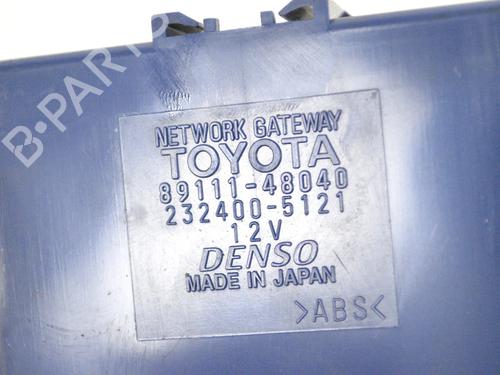 NETWORK GATEWAY
TOYOTA
89111-48040
232400-5121
12V
DENSO
MADE IN JAPAN
>ABS<
B-PARTS